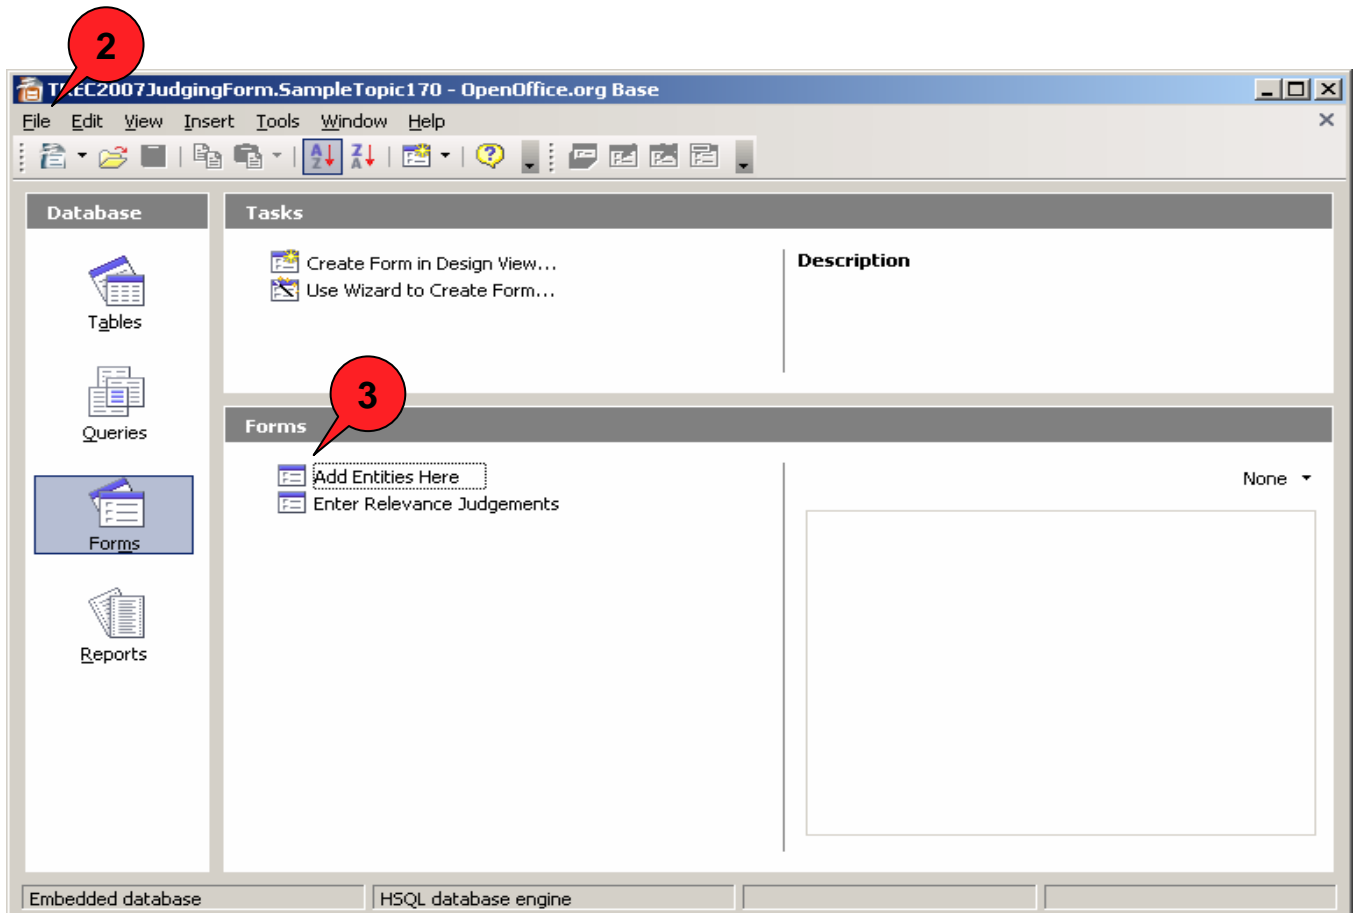 2
TREC2007JudgingForm.SampleTopic170 - OpenOffice.org Base
File Edit View Insert Tools Window Help
Database
Tasks
Create Form in Design View...
Use Wizard to Create Form...
Description
Tables
Queries
Forms
Reports
3
Forms
Add Entities Here
Enter Relevance Judgements
None
Embedded database
HSQL database engine